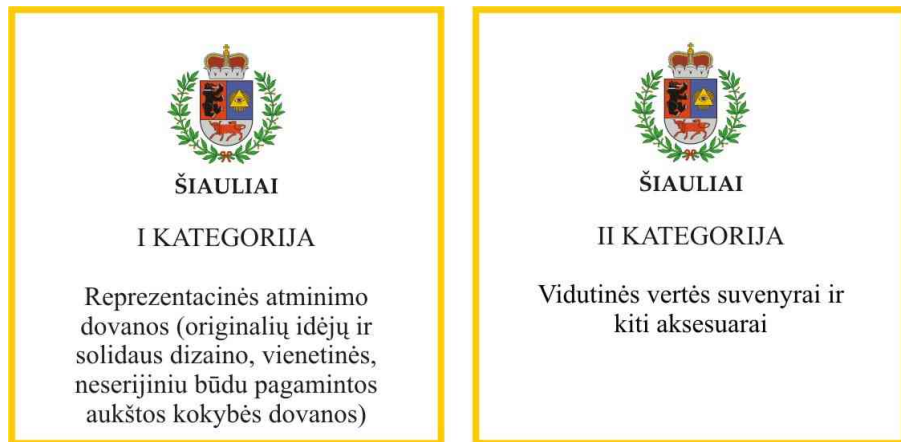 ŠIAULIAI
I KATEGORIJA
Reprezentacinės atminimo
dovanos (originalių idėjų ir
solidaus dizaino, vienetinės,
neserijiniu būdu pagamintos
aukštos kokybės dovanos)
ŠIAULIAI
II KATEGORIJA
Vidutinės vertės suvenyrai ir
kiti aksesuarai